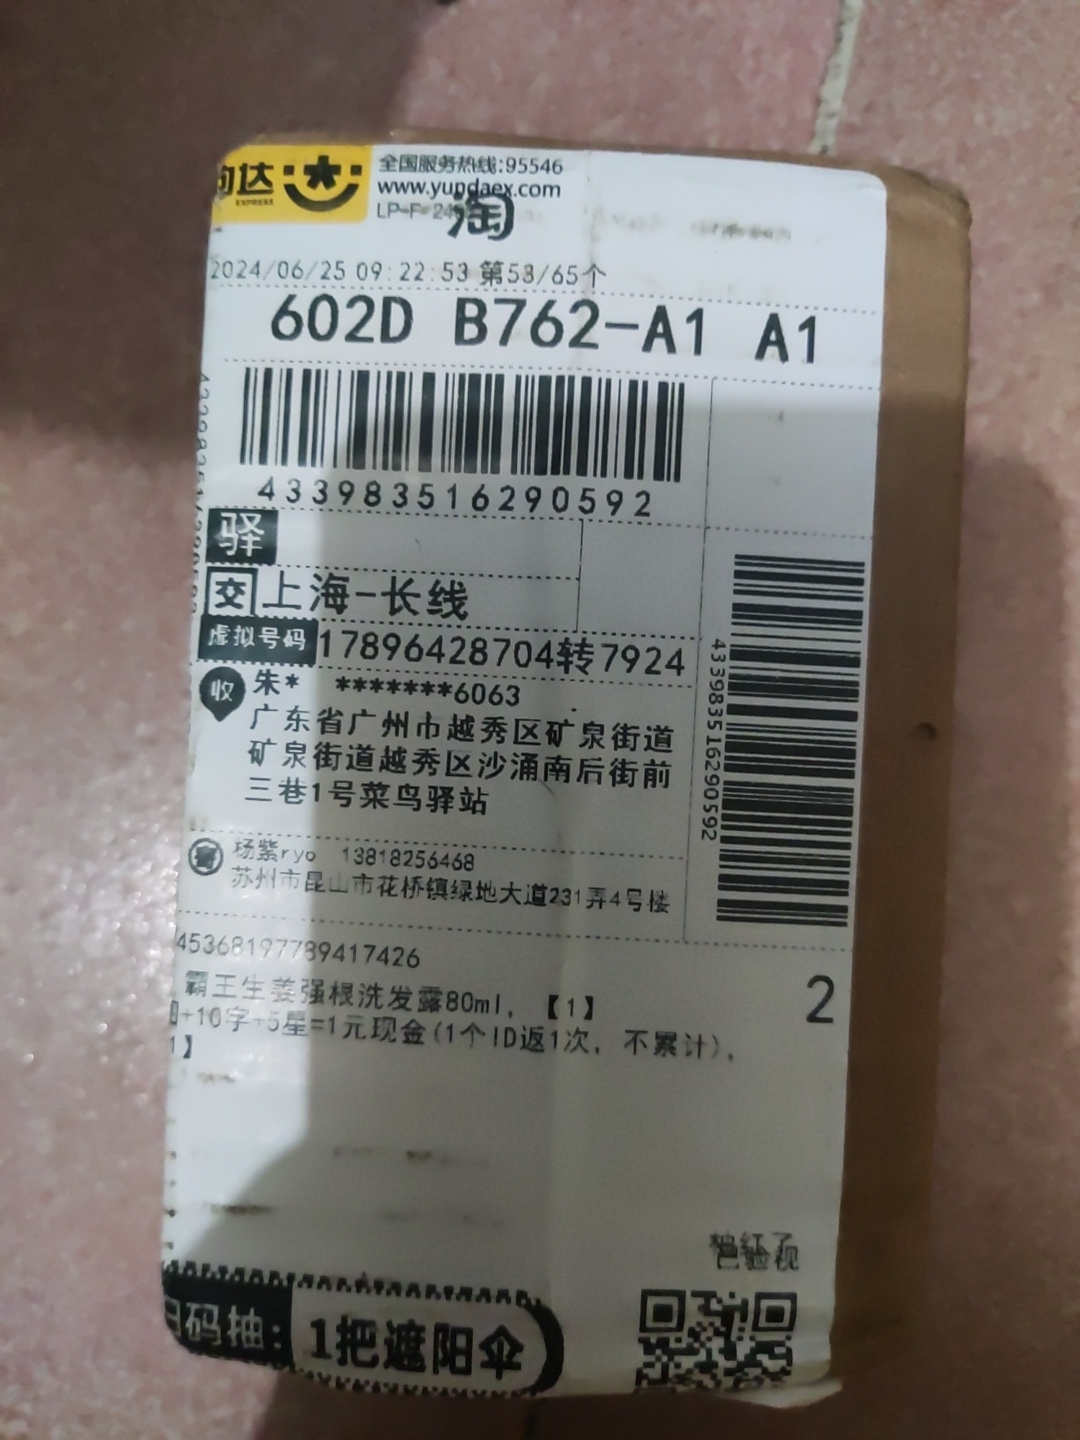 韵达
EXPRESS
全国服务热线:95546
www.yundaex.com
淘
2024/06/25 09:22:53 第53/65个
602D B762-A1 A1
433983516290592
驿
交 上海-长线
虚拟号码 17896428704转7924
收 朱* *******6063
广东省广州市越秀区矿泉街道
矿泉街道越秀区沙涌南后街前
三巷1号菜鸟驿站
433983516290592
寄 杨紫ryo 13818256468
苏州市昆山市花桥镇绿地大道231弄4号楼
4536819778941​7426
霸王生姜强根洗发露80ml, 【1】
+10字+5星=1元现金(1个ID返1次, 不累计),
1】
2
已验视
扫码抽:
1把遮阳伞